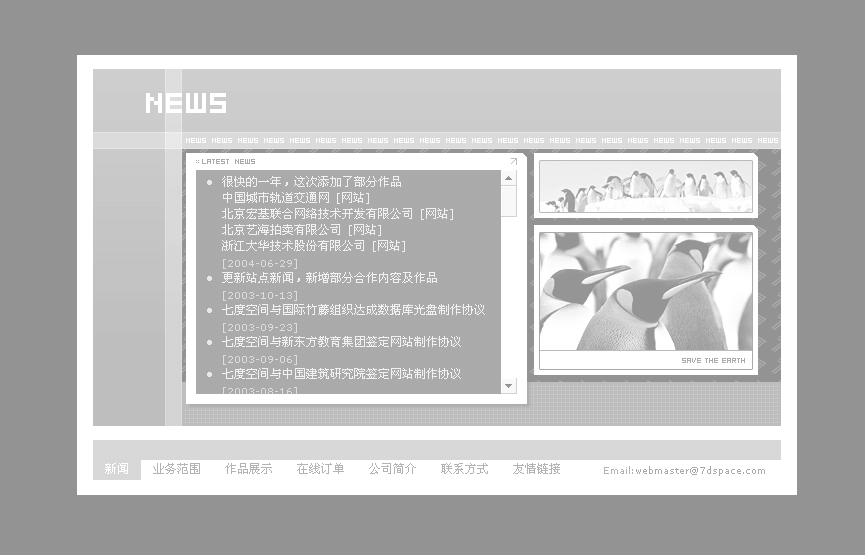 NEWS
NEWS NEWS NEWS NEWS NEWS NEWS NEWS NEWS NEWS NEWS NEWS NEWS NEWS NEWS NEWS NEWS NEWS NEWS NEWS NEWS NEWS NEWS NEWS
LATEST NEWS
很快的一年，这次添加了部分作品
中国城市轨道交通网 [网站]
北京宏基联合网络技术开发有限公司 [网站]
北京艺海拍卖有限公司 [网站]
浙江大华技术股份有限公司 [网站]
[2004-06-29]
更新站点新闻，新增部分合作内容及作品
[2003-10-13]
七度空间与国际竹藤组织达成数据库光盘制作协议
[2003-09-23]
七度空间与新东方教育集团签定网站制作协议
[2003-09-06]
七度空间与中国建筑研究院签定网站制作协议
[2003-08-16]
SAVE THE EARTH
新闻 业务范围 作品展示 在线订单 公司简介 联系方式 友情链接 Email:webmaster@7dspace.com